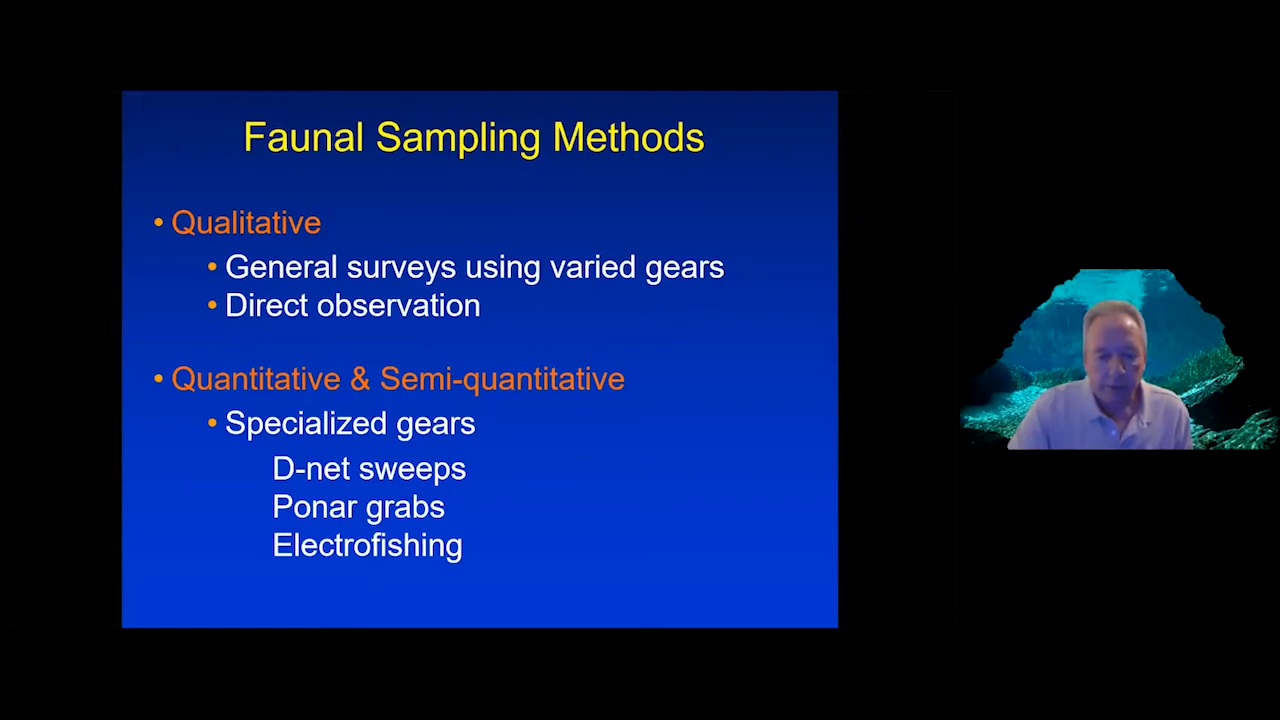 Faunal Sampling Methods
• Qualitative
• General surveys using varied gears
• Direct observation
• Quantitative & Semi-quantitative
• Specialized gears
D-net sweeps
Ponar grabs
Electrofishing